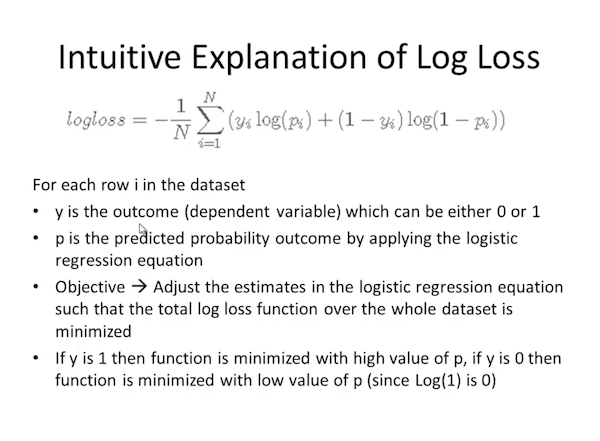 Intuitive Explanation of Log Loss
logloss = -\frac{1}{N} \sum_{i=1}^{N} (y_i log(p_i) + (1 - y_i) log(1 - p_i))
For each row i in the dataset
• y is the outcome (dependent variable) which can be either 0 or 1
• p is the predicted probability outcome by applying the logistic
regression equation
• Objective → Adjust the estimates in the logistic regression equation
such that the total log loss function over the whole dataset is
minimized
• If y is 1 then function is minimized with high value of p, if y is 0 then
function is minimized with low value of p (since Log(1) is 0)